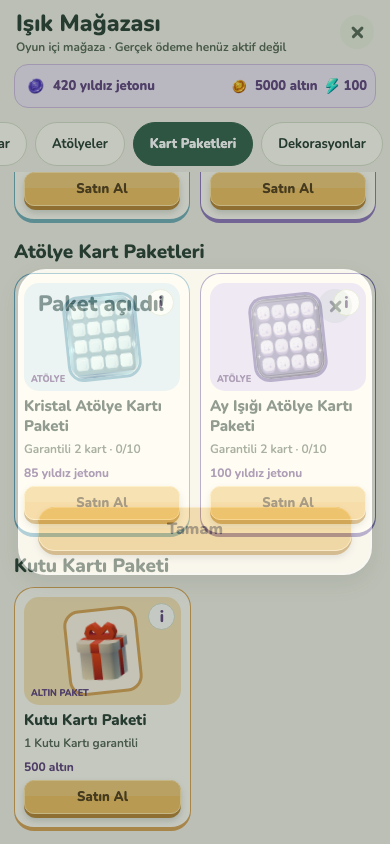 Işık Mağazası
Oyun içi mağaza · Gerçek ödeme henüz aktif değil
420 yıldız jetonu
5000 altın
100
ar
Atölyeler
Kart Paketleri
Dekorasyonlar
Satın Al
Satın Al
Atölye Kart Paketleri
Paket açıldı!
i
i
ATÖLYE
ATÖLYE
Kristal Atölye Kartı
Paketi
Ay Işığı Atölye Kartı
Paketi
Garantili 2 kart · 0/10
Garantili 2 kart · 0/10
85 yıldız jetonu
100 yıldız jetonu
Satın Al
Satın Al
Tamam
Kutu Kartı Paketi
i
ALTIN PAKET
Kutu Kartı Paketi
1 Kutu Kartı garantili
500 altın
Satın Al